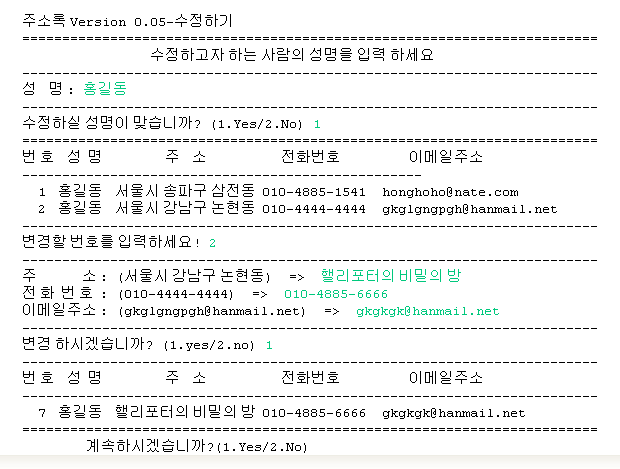 주소록 Version 0.05-수정하기
================================================================================
수정하고자 하는 사람의 성명을 입력 하세요
--------------------------------------------------------------------------------
성 명 : 홍길동
--------------------------------------------------------------------------------
수정하실 성명이 맞습니까? (1.Yes/2.No) 1
================================================================================
번 호 성 명 주 소 전화번호 이메일주소
--------------------------------------------------------
1 홍길동 서울시 송파구 삼전동 010-4885-1541 honghoho@nate.com
2 홍길동 서울시 강남구 논현동 010-4444-4444 gkglgngpgh@hanmail.net
--------------------------------------------------------------------------------
변경할 번호를 입력하세요! 2
--------------------------------------------------------------------------------
주 소 : (서울시 강남구 논현동) => 핼리포터의 비밀의 방
전 화 번 호 : (010-4444-4444) => 010-4885-6666
이메일주소 : (gkglgngpgh@hanmail.net) => gkgkgk@hanmail.net
--------------------------------------------------------------------------------
변경 하시겠습니까? (1.yes/2.no) 1
--------------------------------------------------------------------------------
번 호 성 명 주 소 전화번호 이메일주소
--------------------------------------------------------------------------------
7 홍길동 핼리포터의 비밀의 방 010-4885-6666 gkgkgk@hanmail.net
================================================================================
계속하시겠습니까?(1.Yes/2.No)